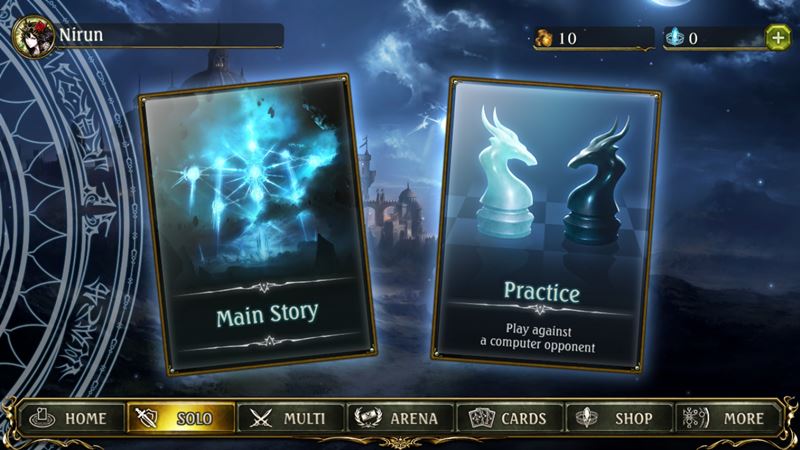 Nirun
10
0
Main Story
Practice
Play against
a computer opponent
HOME
SOLO
MULTI
ARENA
CARDS
SHOP
MORE